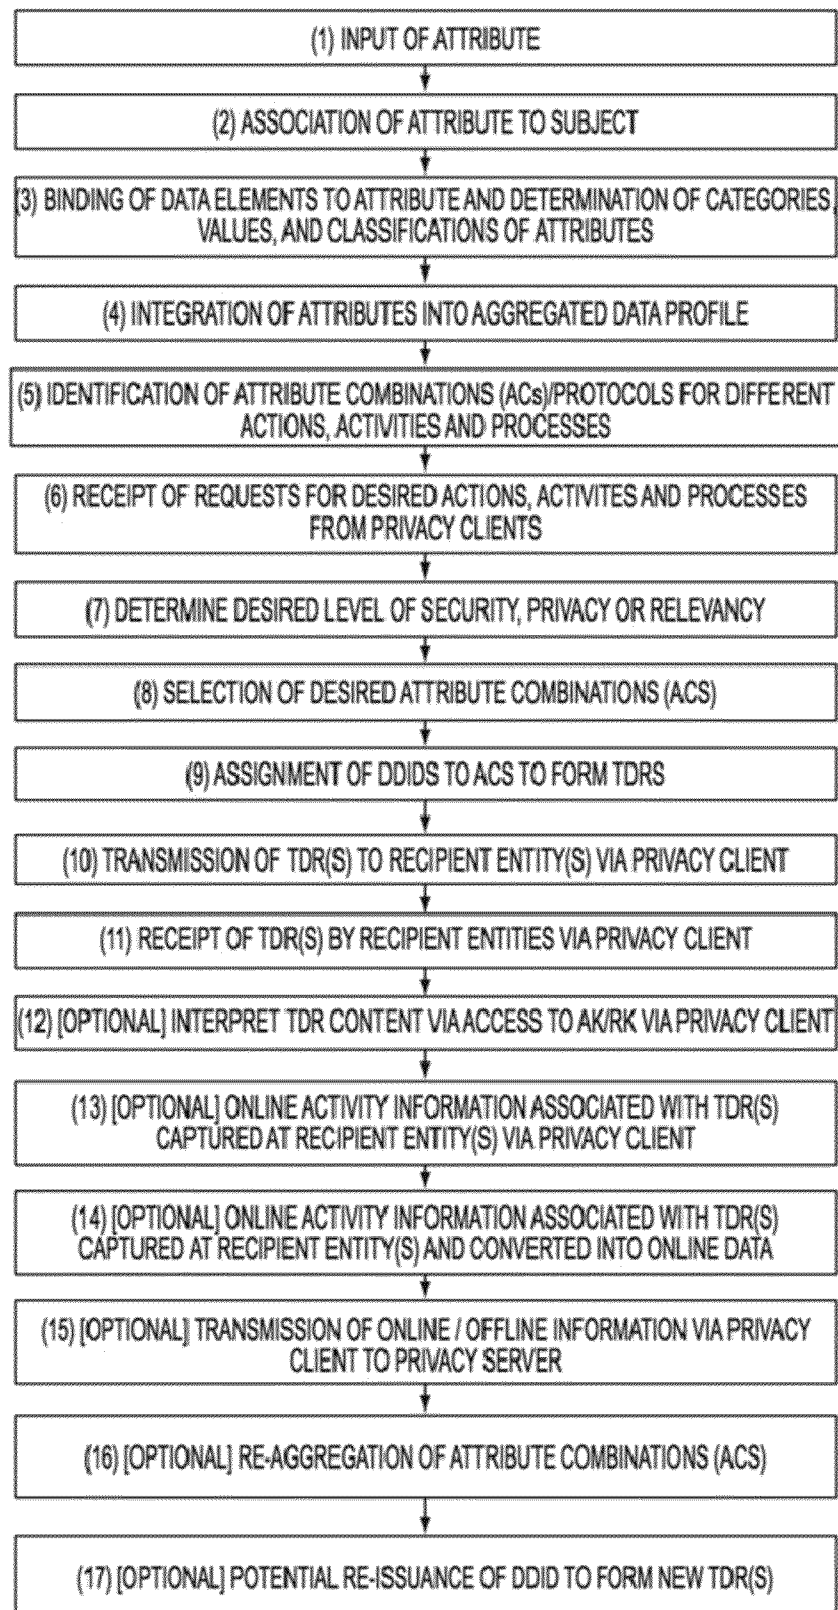 (1) INPUT OF ATTRIBUTE
(2) ASSOCIATION OF ATTRIBUTE TO SUBJECT
(3) BINDING OF DATA ELEMENTS TO ATTRIBUTE AND DETERMINATION OF CATEGORIES,
VALUES, AND CLASSIFICATIONS OF ATTRIBUTES
(4) INTEGRATION OF ATTRIBUTES INTO AGGREGATED DATA PROFILE
(5) IDENTIFICATION OF ATTRIBUTE COMBINATIONS (ACs)/PROTOCOLS FOR DIFFERENT
ACTIONS, ACTIVITIES AND PROCESSES
(6) RECEIPT OF REQUESTS FOR DESIRED ACTIONS, ACTIVITES AND PROCESSES
FROM PRIVACY CLIENTS
(7) DETERMINE DESIRED LEVEL OF SECURITY, PRIVACY OR RELEVANCY
(8) SELECTION OF DESIRED ATTRIBUTE COMBINATIONS (ACS)
(9) ASSIGNMENT OF DDIDS TO ACS TO FORM TDRS
(10) TRANSMISSION OF TDR(S) TO RECIPIENT ENTITY(S) VIA PRIVACY CLIENT
(11) RECEIPT OF TDR(S) BY RECIPIENT ENTITIES VIA PRIVACY CLIENT
(12) [OPTIONAL] INTERPRET TDR CONTENT VIA ACCESS TO AK/RK VIA PRIVACY CLIENT
(13) [OPTIONAL] ONLINE ACTIVITY INFORMATION ASSOCIATED WITH TDR(S)
CAPTURED AT RECIPIENT ENTITY(S) VIA PRIVACY CLIENT
(14) [OPTIONAL] ONLINE ACTIVITY INFORMATION ASSOCIATED WITH TDR(S)
CAPTURED AT RECIPIENT ENTITY(S) AND CONVERTED INTO ONLINE DATA
(15) [OPTIONAL] TRANSMISSION OF ONLINE / OFFLINE INFORMATION VIA PRIVACY
CLIENT TO PRIVACY SERVER
(16) [OPTIONAL] RE-AGGREGATION OF ATTRIBUTE COMBINATIONS (ACS)
(17) [OPTIONAL] POTENTIAL RE-ISSUANCE OF DDID TO FORM NEW TDR(S)